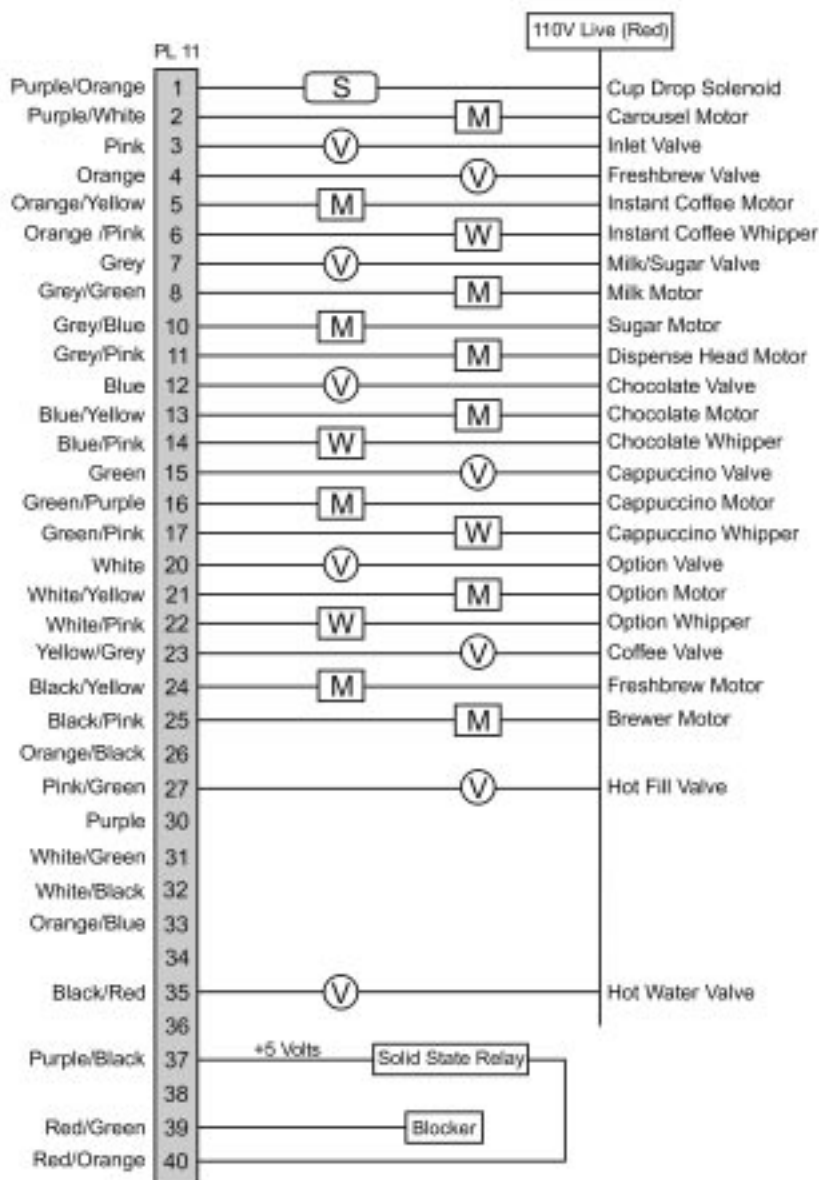 110V Live (Red)
PL 11
Purple/Orange 1 S Cup Drop Solenoid
Purple/White 2 M Carousel Motor
Pink 3 V Inlet Valve
Orange 4 V Freshbrew Valve
Orange/Yellow 5 M Instant Coffee Motor
Orange /Pink 6 W Instant Coffee Whipper
Grey 7 V Milk/Sugar Valve
Grey/Green 8 M Milk Motor
Grey/Blue 10 M Sugar Motor
Grey/Pink 11 M Dispense Head Motor
Blue 12 V Chocolate Valve
Blue/Yellow 13 M Chocolate Motor
Blue/Pink 14 W Chocolate Whipper
Green 15 V Cappuccino Valve
Green/Purple 16 M Cappuccino Motor
Green/Pink 17 W Cappuccino Whipper
White 20 V Option Valve
White/Yellow 21 M Option Motor
White/Pink 22 W Option Whipper
Yellow/Grey 23 V Coffee Valve
Black/Yellow 24 M Freshbrew Motor
Black/Pink 25 M Brewer Motor
Orange/Black 26
Pink/Green 27 V Hot Fill Valve
Purple 30
White/Green 31
White/Black 32
Orange/Blue 33
34
Black/Red 35 V Hot Water Valve
36
Purple/Black 37 +5 Volts Solid State Relay
38
Red/Green 39 Blocker
Red/Orange 40